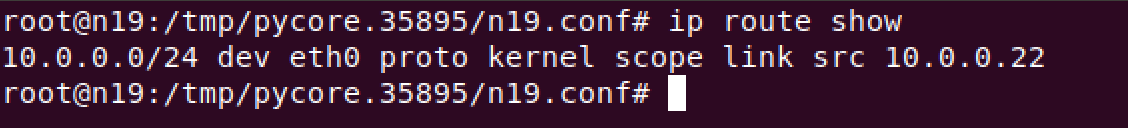 root@n19:/tmp/pycore.35895/n19.conf# ip route show
10.0.0.0/24 dev eth0 proto kernel scope link src 10.0.0.22
root@n19:/tmp/pycore.35895/n19.conf#